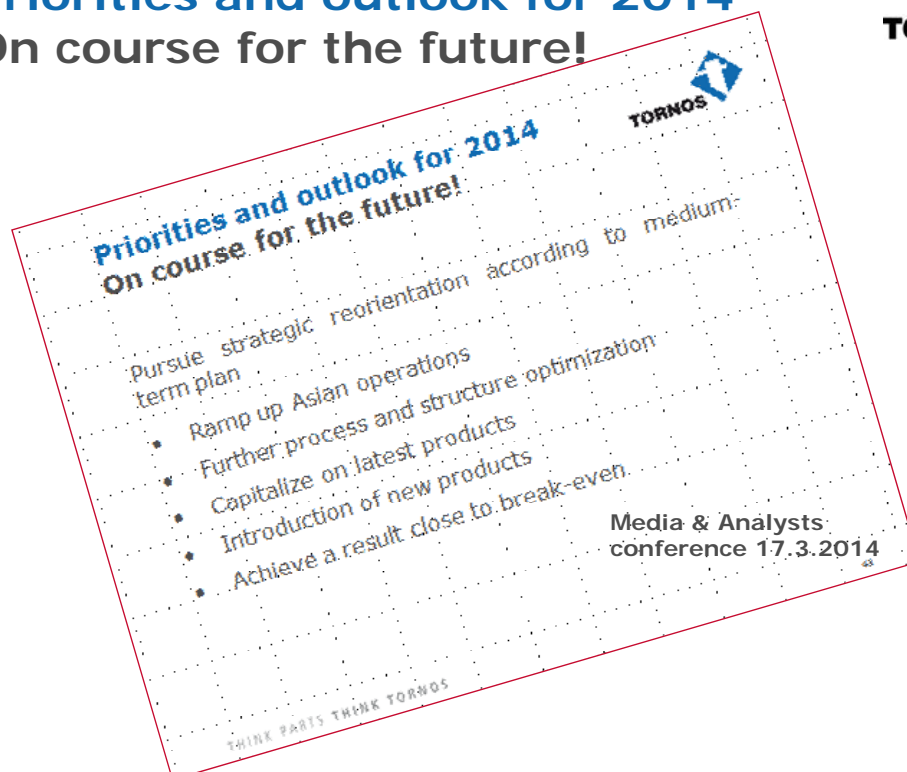 riorities and outlook for 2014
On course for the future!
TORNOS
Priorities and outlook for 2014
On course for the future!
Pursue strategic reorientation according to medium-
term plan
• Ramp up Asian operations
• Further process and structure optimization
• Capitalize on latest products
• Introduction of new products
• Achieve a result close to break-even
Media & Analysts
conference 17.3.2014
THINK PARTS THINK TORNOS